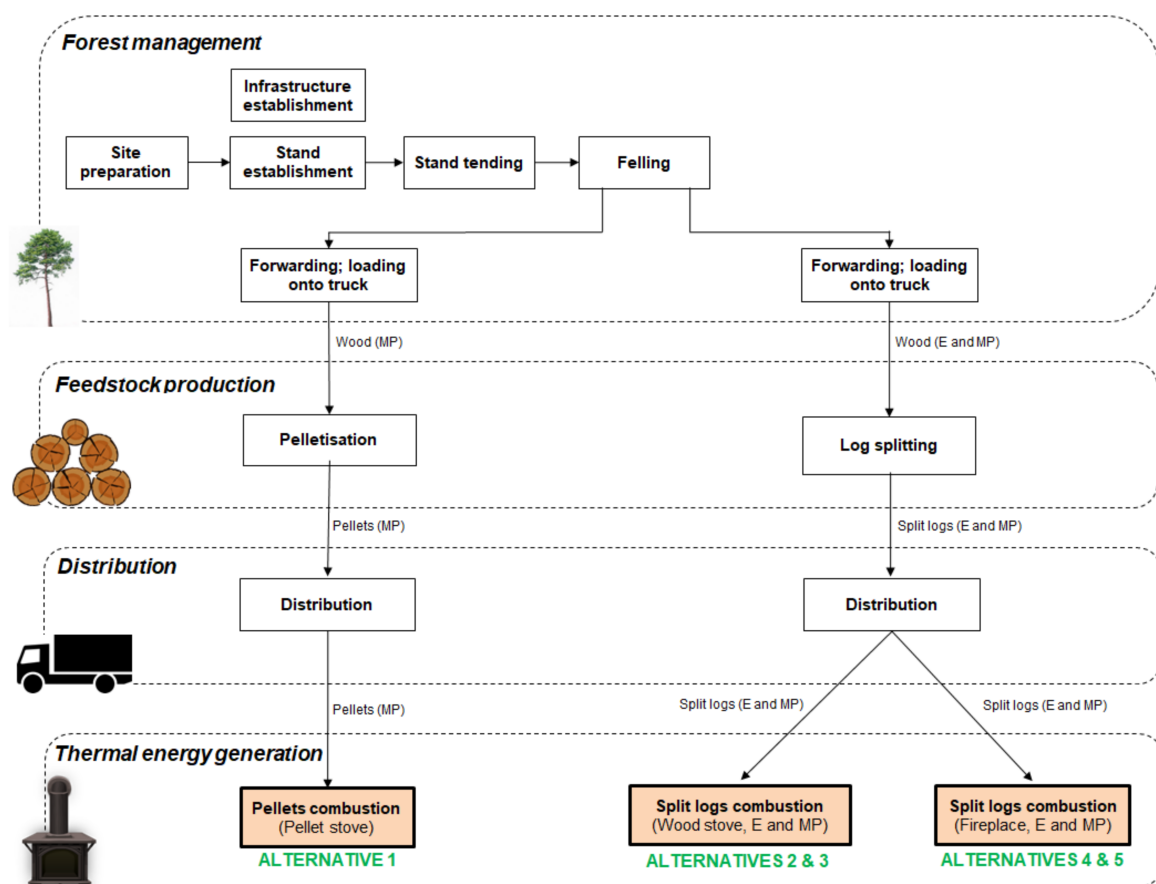 Forest management
Infrastructure
establishment
Site
preparation
Stand
establishment
Stand tending
Felling
Forwarding; loading
onto truck
Forwarding; loading
onto truck
Wood (MP)
Wood (E and MP)
Feedstock production
Pelletisation
Log splitting
Pellets (MP)
Split logs (E and MP)
Distribution
Distribution
Distribution
Pellets (MP)
Split logs (E and MP)
Split logs (E and MP)
Thermal energy generation
Pellets combustion
(Pellet stove)
ALTERNATIVE 1
Split logs combustion
(Wood stove, E and MP)
ALTERNATIVES 2 & 3
Split logs combustion
(Fireplace, E and MP)
ALTERNATIVES 4 & 5